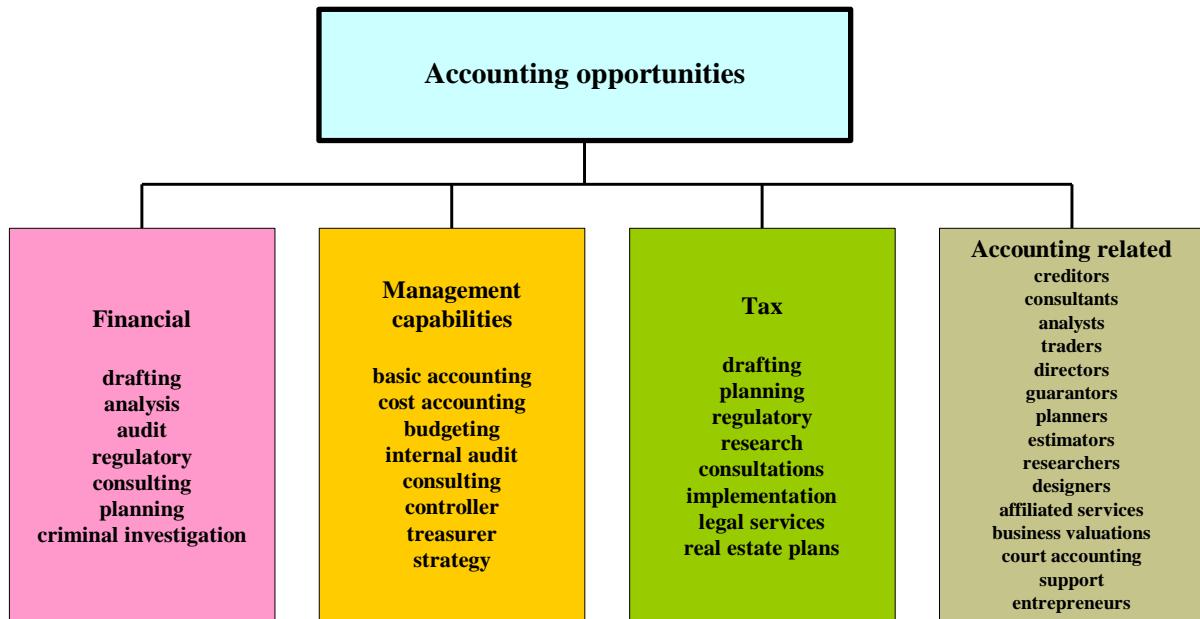 Accounting opportunities
Financial
drafting
analysis
audit
regulatory
consulting
planning
criminal investigation
Management
capabilities
basic accounting
cost accounting
budgeting
internal audit
consulting
controller
treasurer
strategy
Tax
drafting
planning
regulatory
research
consultations
implementation
legal services
real estate plans
Accounting related
creditors
consultants
analysts
traders
directors
guarantors
planners
estimators
researchers
designers
affiliated services
business valuations
court accounting
support
entrepreneurs